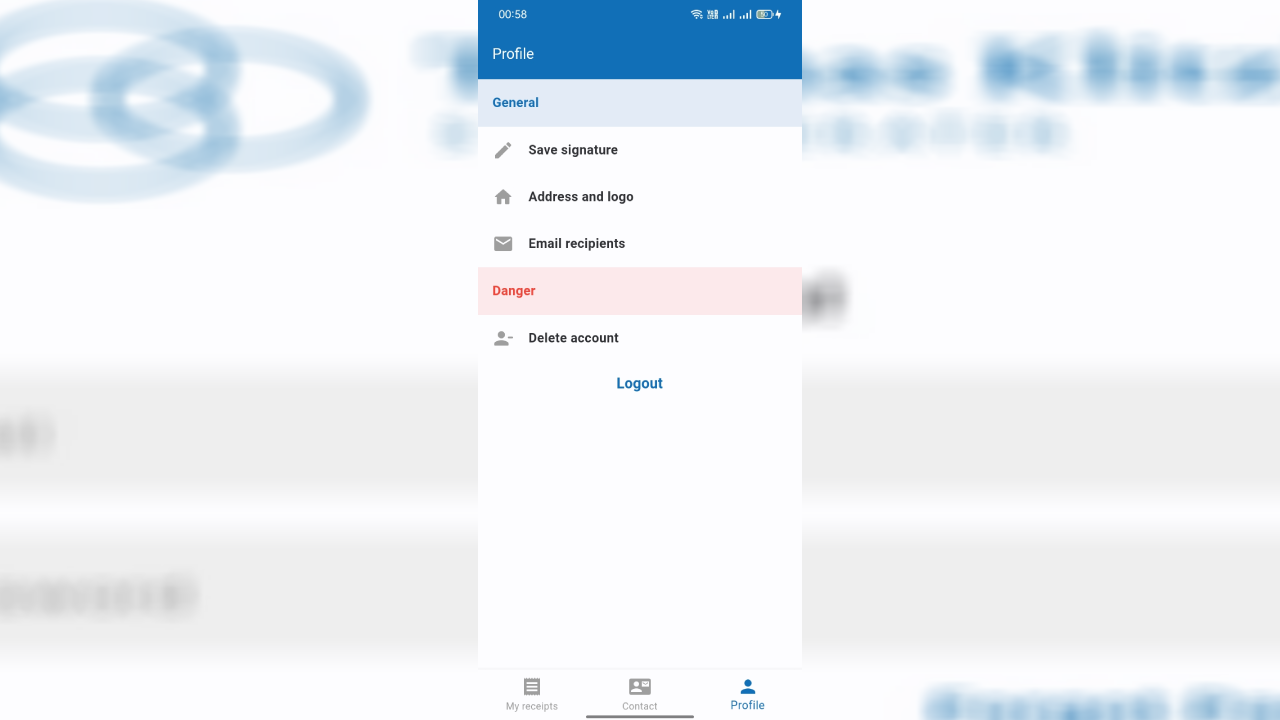 00:58
Profile
General
Save signature
Address and logo
Email recipients
Danger
Delete account
Logout
My receipts
Contact
Profile